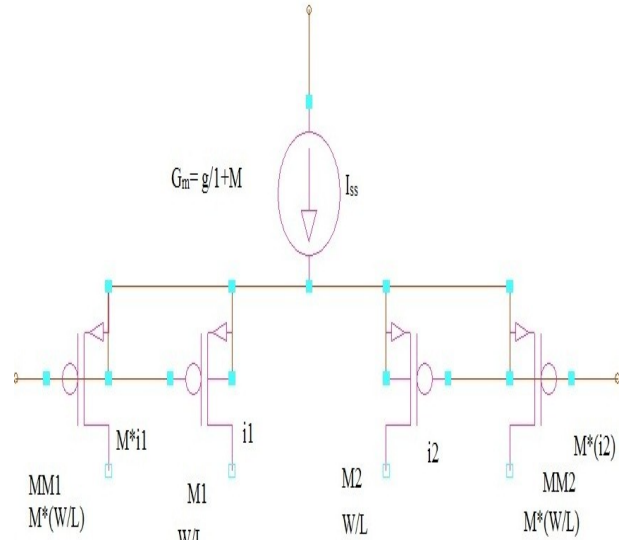 Gm= g/1+M
Iss
M*i1
i1
i2
M*(i2)
MM1
M*(W/L)
M1
W/L
M2
W/L
MM2
M*(W/L)